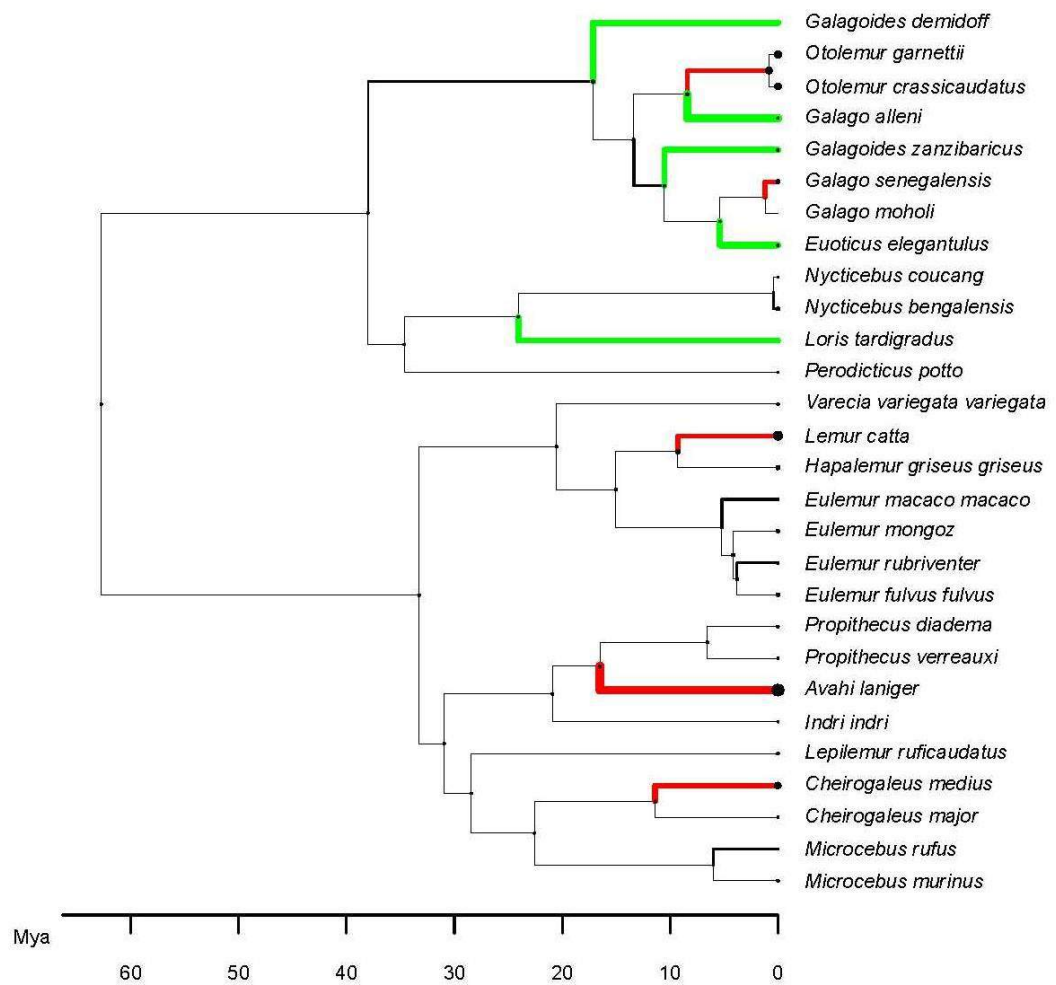 Galagoides demidoff
Otolemur garnettii
Otolemur crassicaudatus
Galago alleni
Galagoides zanzibaricus
Galago senegalensis
Galago moholi
Euoticus elegantulus
Nycticebus coucang
Nycticebus bengalensis
Loris tardigradus
Perodicticus potto
Varecia variegata variegata
Lemur catta
Hapalemur griseus griseus
Eulemur macaco macaco
Eulemur mongoz
Eulemur rubriventer
Eulemur fulvus fulvus
Propithecus diadema
Propithecus verreauxi
Avahi laniger
Indri indri
Lepilemur ruficaudatus
Cheirogaleus medius
Cheirogaleus major
Microcebus rufus
Microcebus murinus
Mya
60 50 40 30 20 10 0